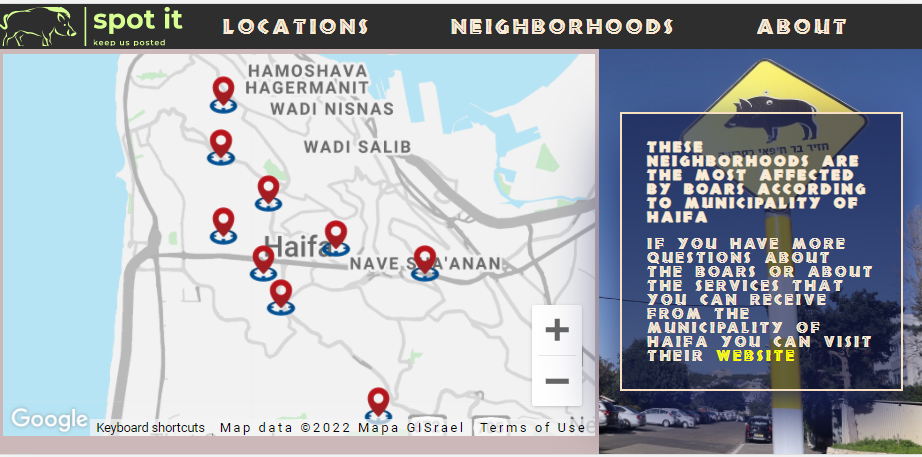 spot it
keep us posted
LOCATIONS
NEIGHBORHOODS
ABOUT
HAMOSHAVA
HAGERMANIT
WADI NISNAS
WADI SALIB
Haifa
NAVE SHA'ANAN
Google
Keyboard shortcuts
Map data ©2022 Mapa GISrael
Terms of Use
THESE
NEIGHBORHOODS ARE
THE MOST AFFECTED
BY BOARS ACCORDING
TO MUNICIPALITY OF
HAIFA
IF YOU HAVE MORE
QUESTIONS ABOUT
THE BOARS OR ABOUT
THE SERVICES THAT
YOU CAN RECEIVE
FROM THE
MUNICIPALITY OF
HAIFA YOU CAN VISIT
THEIR WEBSITE